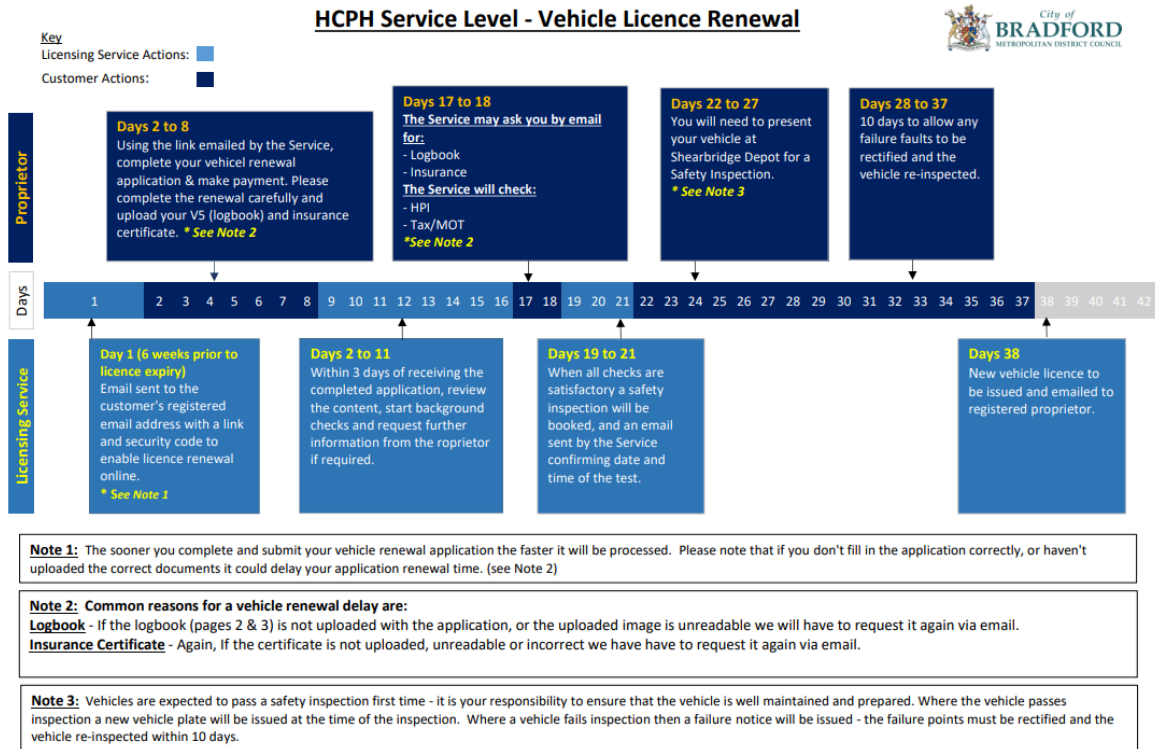 HCPH Service Level - Vehicle Licence Renewal
City of
BRADFORD
METROPOLITAN DISTRICT COUNCIL
Key
Licensing Service Actions:
Customer Actions:
Proprietor
Days 2 to 8
Using the link emailed by the Service,
complete your vehicel renewal
application & make payment. Please
complete the renewal carefully and
upload your V5 (logbook) and insurance
certificate. * See Note 2
Days 17 to 18
The Service may ask you by email
for:
- Logbook
- Insurance
The Service will check:
- HPI
- Tax/MOT
*See Note 2
Days 22 to 27
You will need to present
your vehicle at
Shearbridge Depot for a
Safety Inspection.
* See Note 3
Days 28 to 37
10 days to allow any
failure faults to be
rectified and the
vehicle re-inspected.
Days
1 2 3 4 5 6 7 8 9 10 11 12 13 14 15 16 17 18 19 20 21 22 23 24 25 26 27 28 29 30 31 32 33 34 35 36 37 38 39 40 41 42
Licensing Service
Day 1 (6 weeks prior to
licence expiry)
Email sent to the
customer's registered
email address with a link
and security code to
enable licence renewal
online.
* See Note 1
Days 2 to 11
Within 3 days of receiving the
completed application, review
the content, start background
checks and request further
information from the roprietor
if required.
Days 19 to 21
When all checks are
satisfactory a safety
inspection will be
booked, and an email
sent by the Service
confirming date and
time of the test.
Days 38
New vehicle licence to
be issued and emailed to
registered proprietor.
Note 1: The sooner you complete and submit your vehicle renewal application the faster it will be processed. Please note that if you don't fill in the application correctly, or haven't
uploaded the correct documents it could delay your application renewal time. (see Note 2)
Note 2: Common reasons for a vehicle renewal delay are:
Logbook - If the logbook (pages 2 & 3) is not uploaded with the application, or the uploaded image is unreadable we will have to request it again via email.
Insurance Certificate - Again, If the certificate is not uploaded, unreadable or incorrect we have have to request it again via email.
Note 3: Vehicles are expected to pass a safety inspection first time - it is your responsibility to ensure that the vehicle is well maintained and prepared. Where the vehicle passes
inspection a new vehicle plate will be issued at the time of the inspection. Where a vehicle fails inspection then a failure notice will be issued - the failure points must be rectified and the
vehicle re-inspected within 10 days.